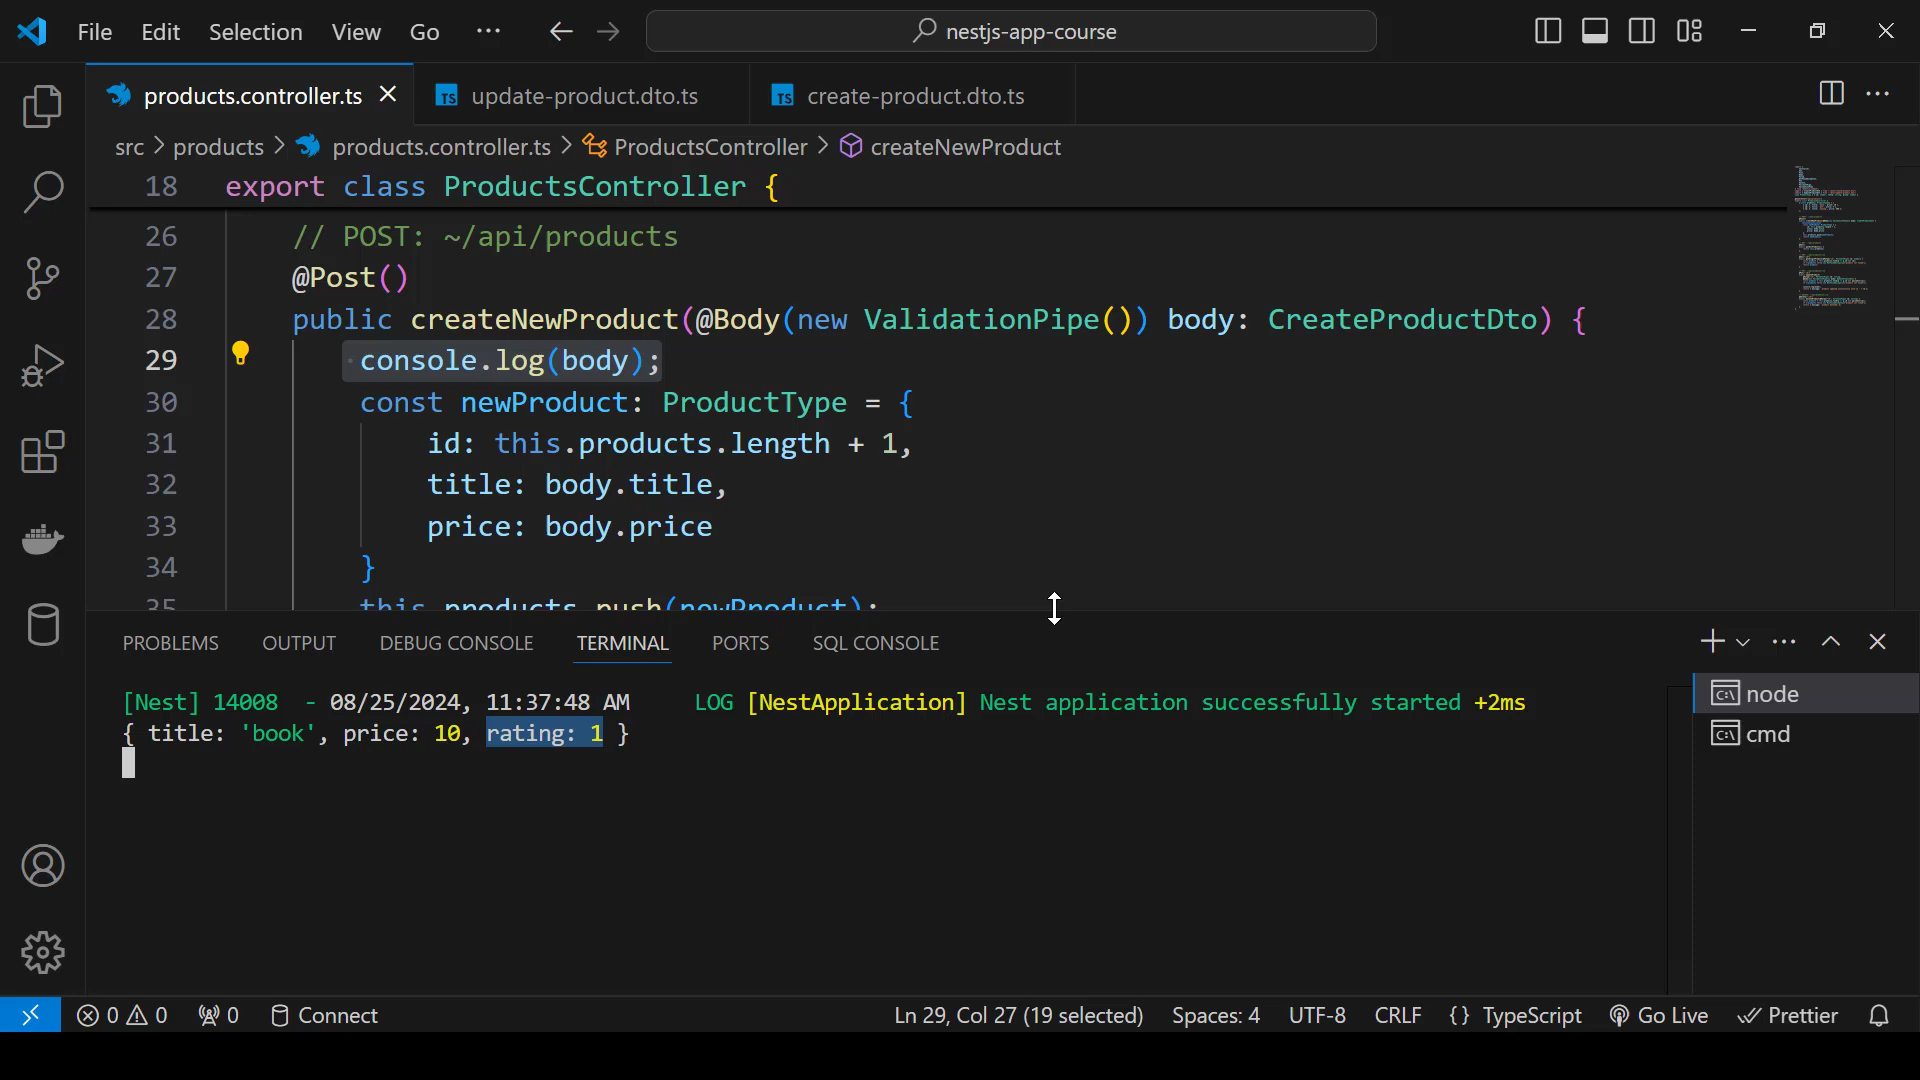 File Edit Selection View Go ··· nestjs-app-course
products.controller.ts update-product.dto.ts create-product.dto.ts
src > products > products.controller.ts > ProductsController > createNewProduct
18 export class ProductsController {
26 // POST: ~/api/products
27 @Post()
28 public createNewProduct(@Body(new ValidationPipe()) body: CreateProductDto) {
29 console.log(body);
30 const newProduct: ProductType = {
31 id: this.products.length + 1,
32 title: body.title,
33 price: body.price
34 }
35 this.products.push(newProduct);
PROBLEMS OUTPUT DEBUG CONSOLE TERMINAL PORTS SQL CONSOLE
[Nest] 14008 - 08/25/2024, 11:37:48 AM LOG [NestApplication] Nest application successfully started +2ms
{ title: 'book', price: 10, rating: 1 }
node
cmd
0 0 0 Connect Ln 29, Col 27 (19 selected) Spaces: 4 UTF-8 CRLF {} TypeScript Go Live Prettier